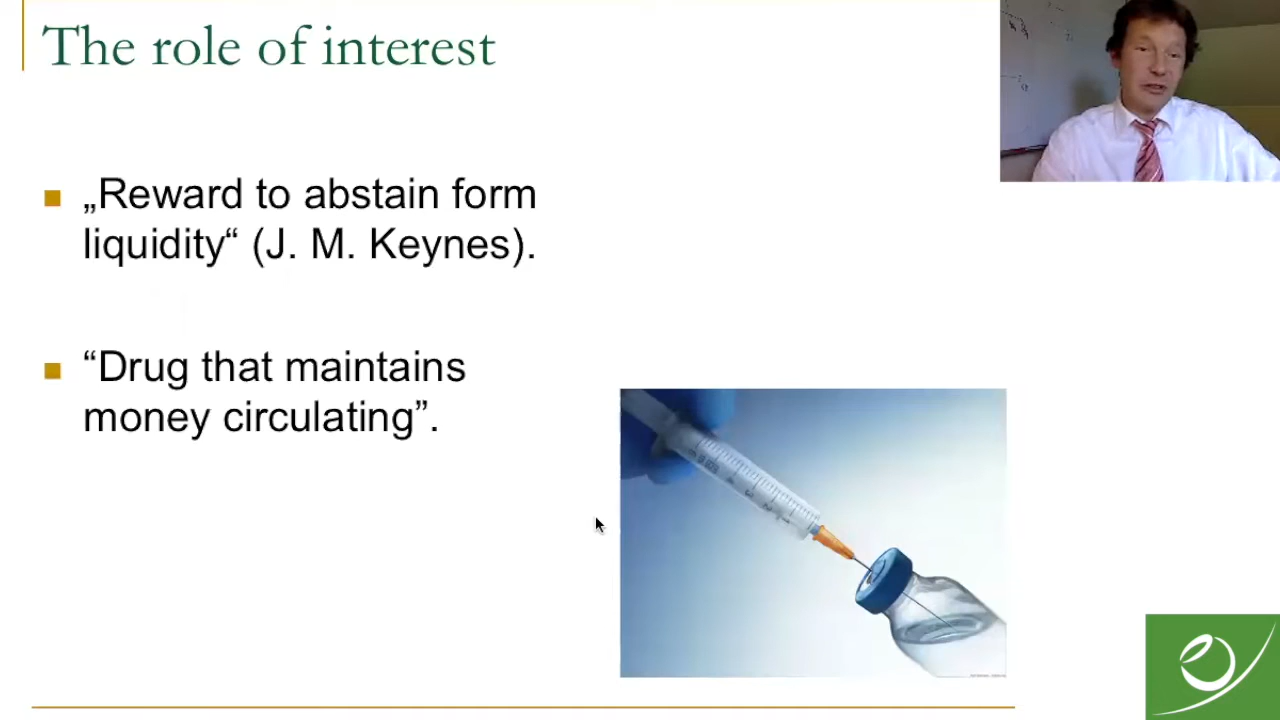 The role of interest
„Reward to abstain form
liquidity“ (J. M. Keynes).
“Drug that maintains
money circulating”.